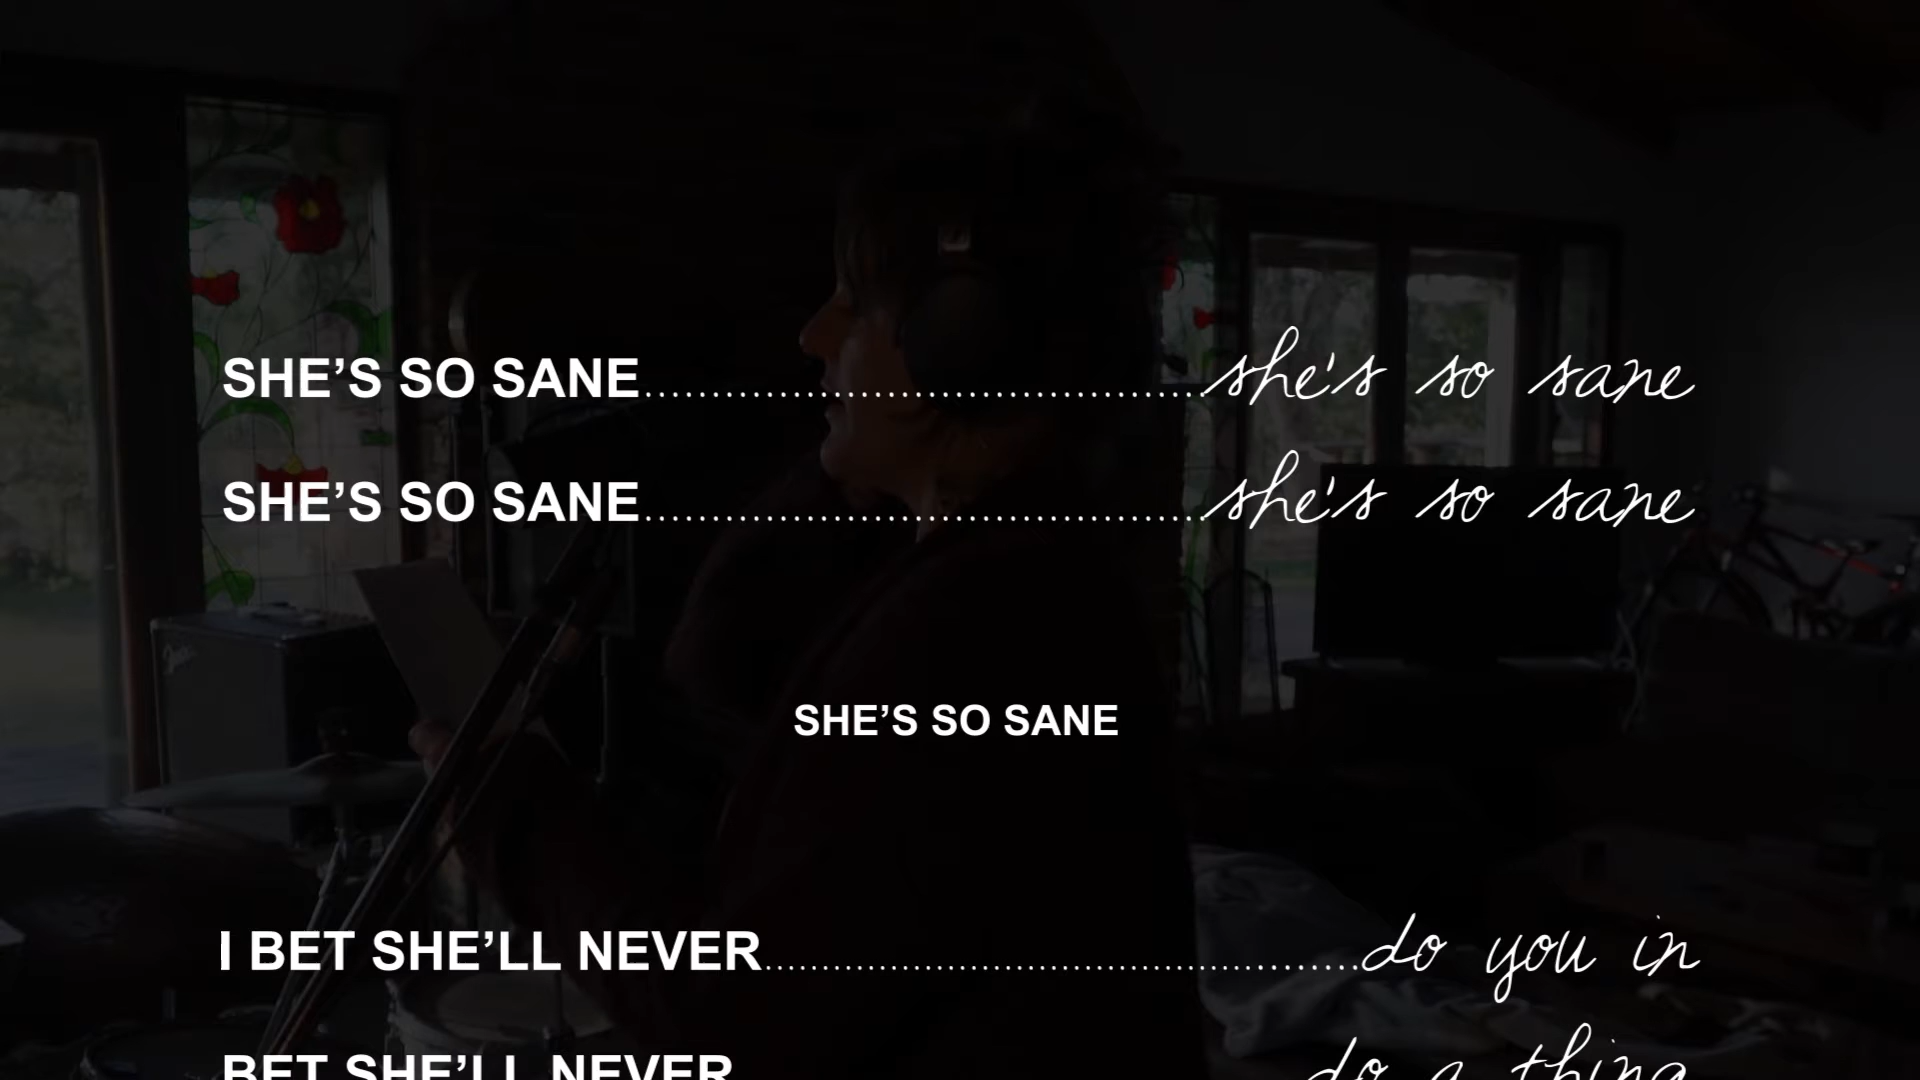 SHE’S SO SANE........................................she's so sane
SHE’S SO SANE........................................she's so sane
SHE’S SO SANE
I BET SHE’LL NEVER............................................do you in
BET SHE’LL NEVER do a thing
Fender